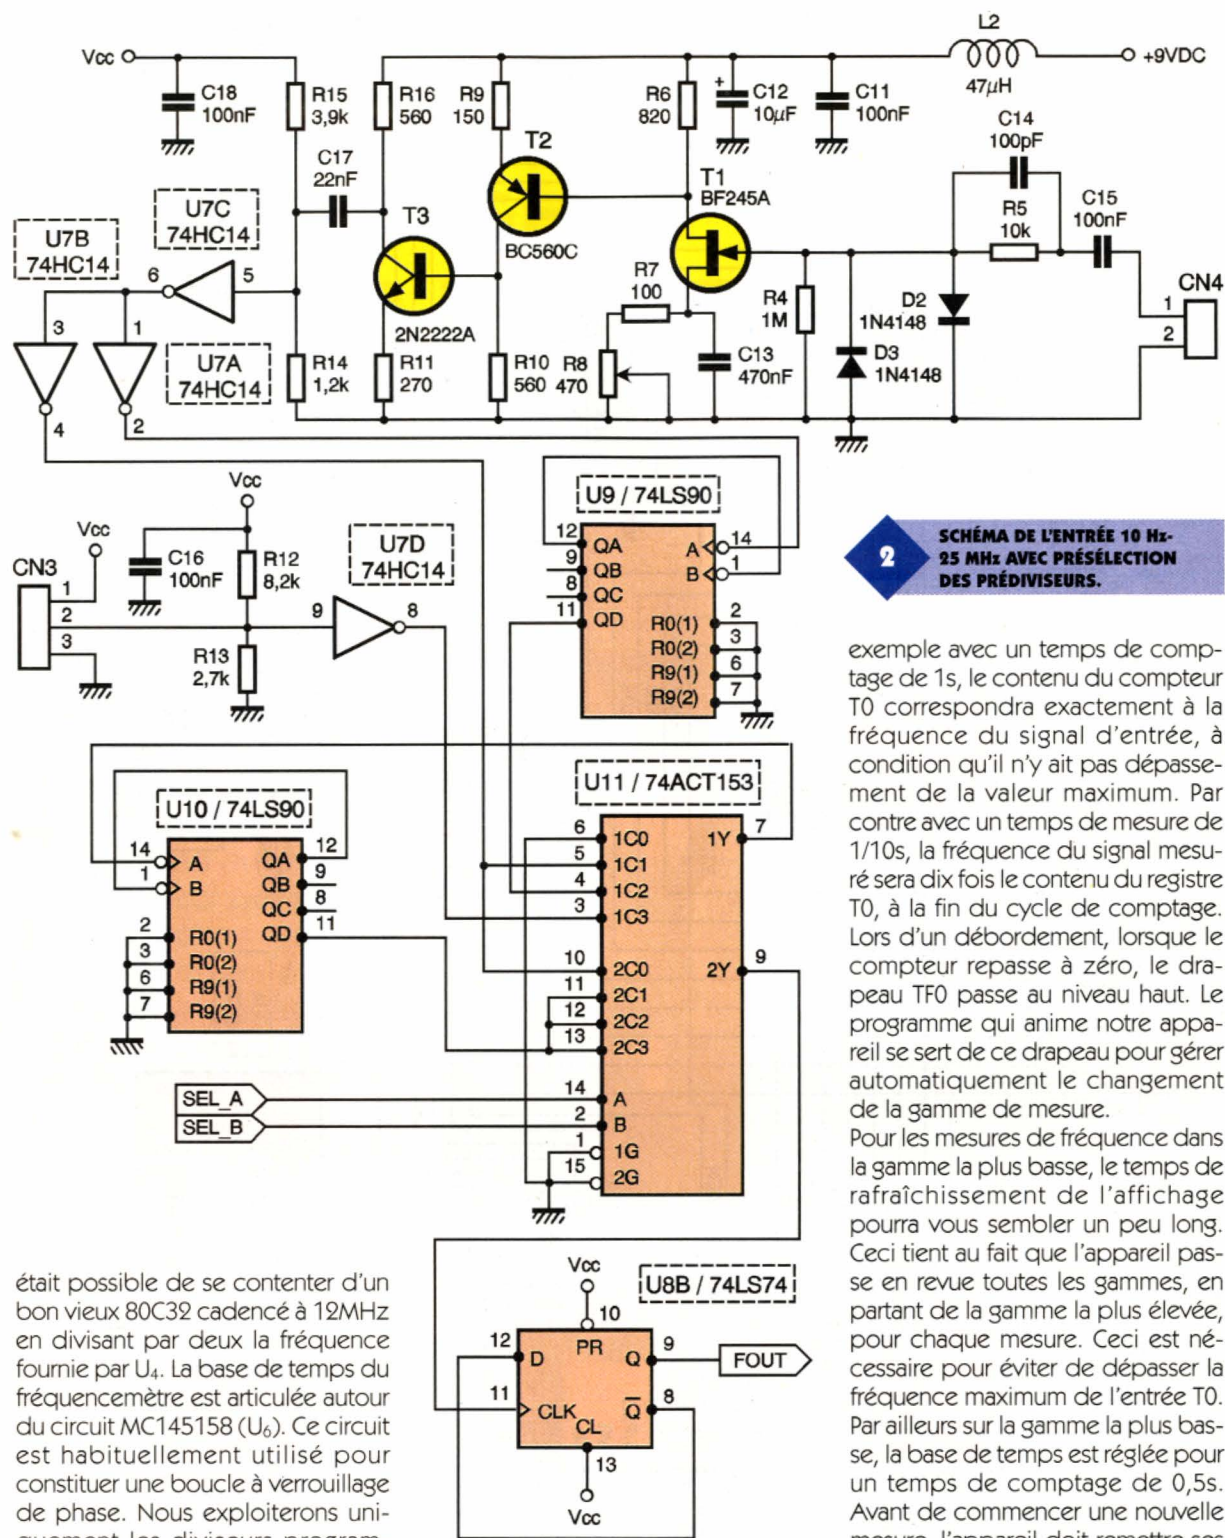 L2
Vcc
+9VDC
47µH
C18
100nF
R15
3,9k
R16
560
R9
150
R6
820
+
C12
10µF
C11
100nF
C14
100pF
T2
C17
22nF
T1
BF245A
R5
10k
C15
100nF
U7C
74HC14
T3
U7B
74HC14
BC560C
6
5
R7
100
CN4
R4
1M
D2
1N4148
1
2
3
1
2N2222A
U7A
74HC14
R14
1,2k
R11
270
R10
560
R8
470
C13
470nF
D3
1N4148
4
2
Vcc
U9 / 74LS90
Vcc
U7D
74HC14
CN3
C16
100nF
R12
8,2k
1
2
3
9
8
R13
2,7k
12
QA
9
QB
8
QC
11
QD
A
14
B
1
R0(1)
2
R0(2)
3
R9(1)
6
R9(2)
7
2
SCHÉMA DE L'ENTRÉE 10 Hz-
25 MHz AVEC PRÉSÉLECTION
DES PRÉDIVISEURS.
U10 / 74LS90
14
A
1
B
2
R0(1)
3
R0(2)
6
R9(1)
7
R9(2)
QA
12
QB
9
QC
8
QD
11
U11 / 74ACT153
6
1C0
5
1C1
4
1C2
3
1C3
10
2C0
11
2C1
12
2C2
13
2C3
14
A
2
B
1
1G
15
2G
1Y
7
2Y
9
SEL_A
SEL_B
Vcc
U8B / 74LS74
10
12
D
PR
Q
9
FOUT
11
CLK
Q
8
CL
13
Vcc
était possible de se contenter d'un
bon vieux 80C32 cadencé à 12MHz
en divisant par deux la fréquence
fournie par U4. La base de temps du
fréquencemètre est articulée autour
du circuit MC145158 (U6). Ce circuit
est habituellement utilisé pour
constituer une boucle à verrouillage
de phase. Nous exploiterons uni-
quement les diviseurs program-
exemple avec un temps de comp-
tage de 1s, le contenu du compteur
T0 correspondra exactement à la
fréquence du signal d'entrée, à
condition qu'il n'y ait pas dépasse-
ment de la valeur maximum. Par
contre avec un temps de mesure de
1/10s, la fréquence du signal mesu-
ré sera dix fois le contenu du registre
T0, à la fin du cycle de comptage.
Lors d'un débordement, lorsque le
compteur repasse à zéro, le dra-
peau TF0 passe au niveau haut. Le
programme qui anime notre appa-
reil se sert de ce drapeau pour gérer
automatiquement le changement
de la gamme de mesure.
Pour les mesures de fréquence dans
la gamme la plus basse, le temps de
rafraîchissement de l'affichage
pourra vous sembler un peu long.
Ceci tient au fait que l'appareil pas-
se en revue toutes les gammes, en
partant de la gamme la plus élevée,
pour chaque mesure. Ceci est né-
cessaire pour éviter de dépasser la
fréquence maximum de l'entrée T0.
Par ailleurs sur la gamme la plus bas-
se, la base de temps est réglée pour
un temps de comptage de 0,5s.
Avant de commencer une nouvelle
mesure, l'appareil doit remettre ses